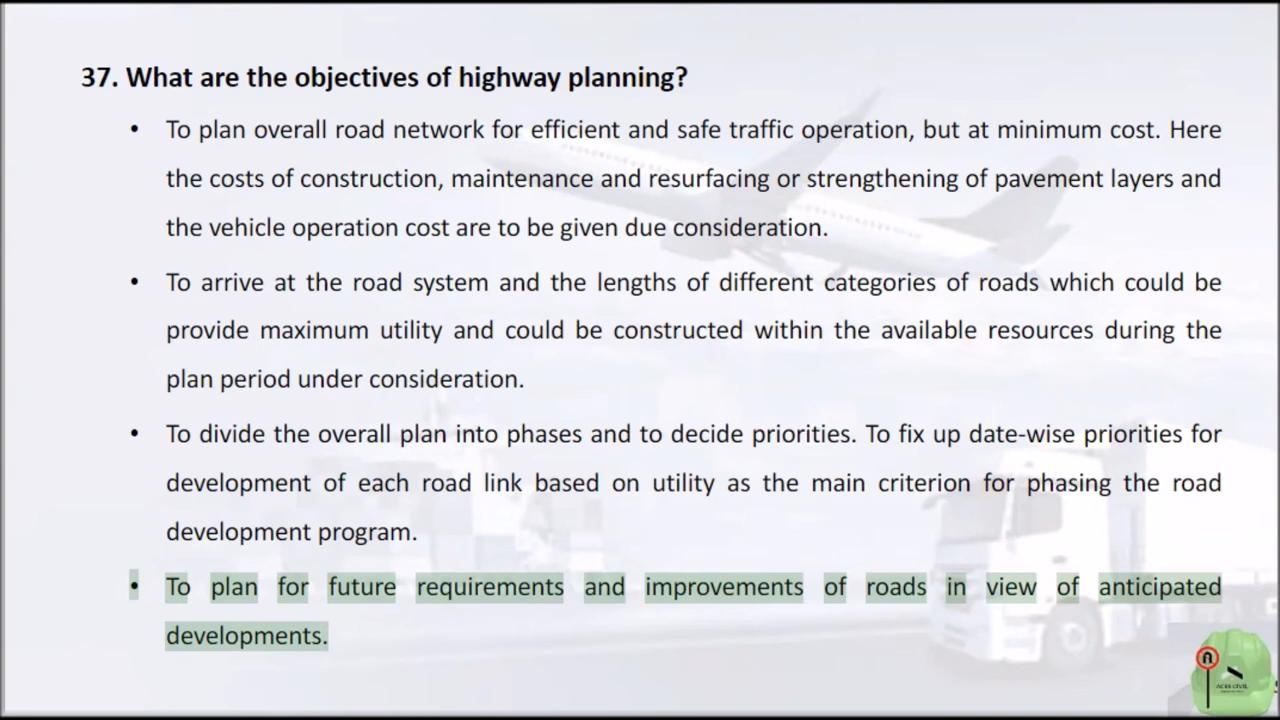 37. What are the objectives of highway planning?
• To plan overall road network for efficient and safe traffic operation, but at minimum cost. Here
the costs of construction, maintenance and resurfacing or strengthening of pavement layers and
the vehicle operation cost are to be given due consideration.
• To arrive at the road system and the lengths of different categories of roads which could be
provide maximum utility and could be constructed within the available resources during the
plan period under consideration.
• To divide the overall plan into phases and to decide priorities. To fix up date-wise priorities for
development of each road link based on utility as the main criterion for phasing the road
development program.
• To plan for future requirements and improvements of roads in view of anticipated
developments.